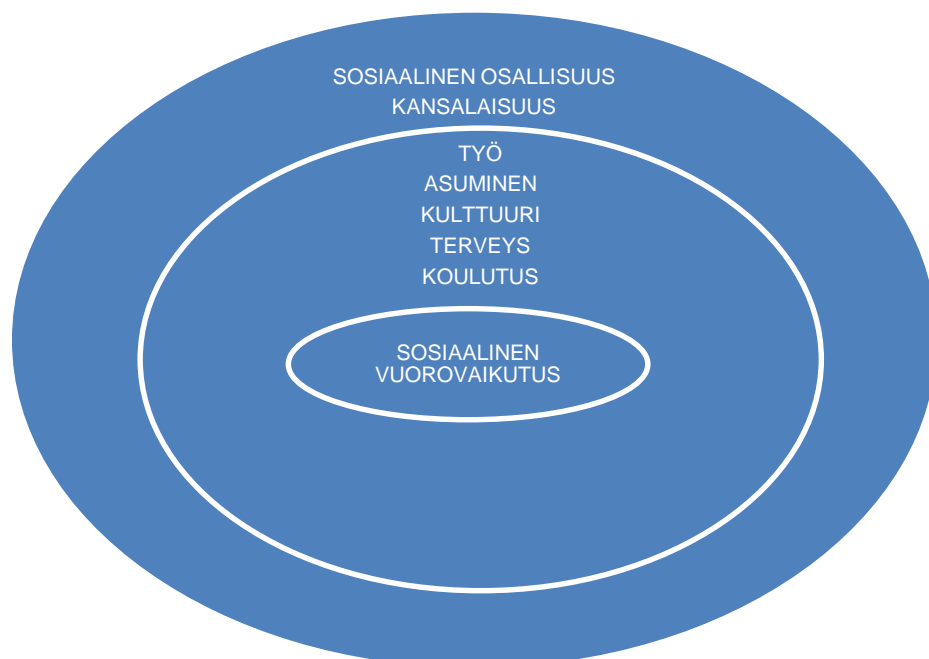 SOSIAALINEN OSALLISUUS
KANSALAISUUS
TYÖ
ASUMINEN
KULTTUURI
TERVEYS
KOULUTUS
SOSIAALINEN
VUOROVAIKUTUS